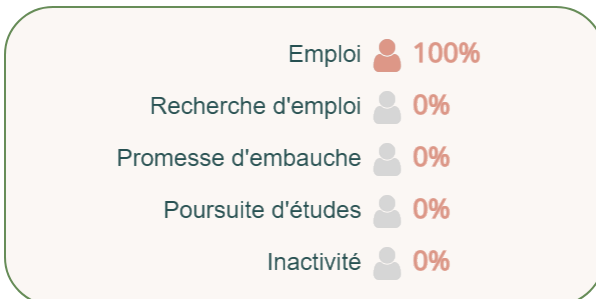 Emploi 100%
Recherche d'emploi 0%
Promesse d'embauche 0%
Poursuite d'études 0%
Inactivité 0%